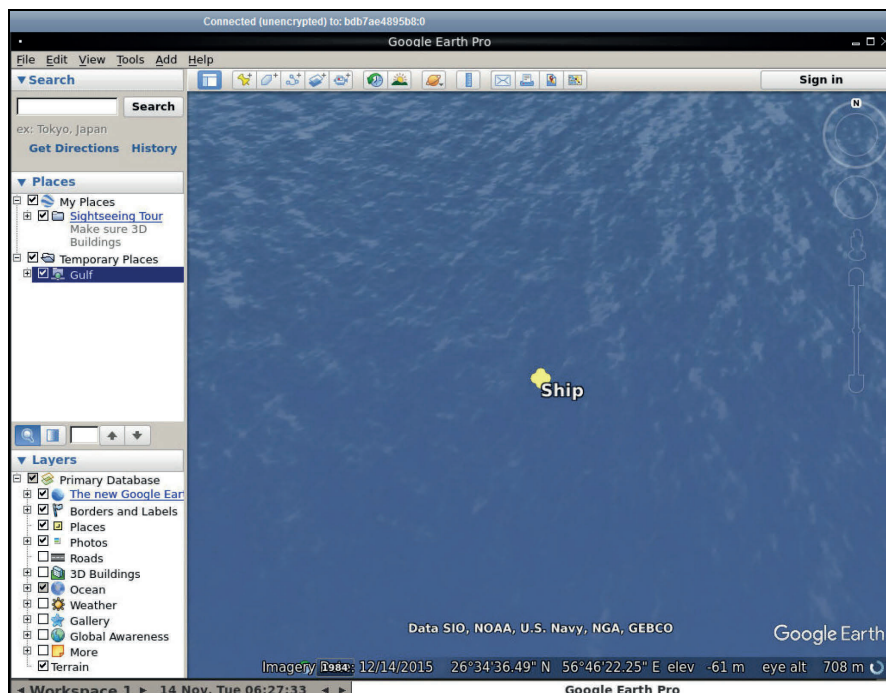 Connected (unencrypted) to: bdb7ae4895b8:0
Google Earth Pro
File Edit View Tools Add Help
Search
Sign in
Search
ex: Tokyo, Japan
Get Directions History
N
Places
My Places
Sightseeing Tour
Make sure 3D
Buildings
Temporary Places
Gulf
Ship
Layers
Primary Database
The new Google Ear
Borders and Labels
Places
Photos
Roads
3D Buildings
Ocean
Weather
Gallery
Global Awareness
More
Terrain
Data SIO, NOAA, U.S. Navy, NGA, GEBCO
Google Earth
1984
Imagery 12/14/2015 26°34'36.49" N 56°46'22.25" E elev -61 m eye alt 708 m
Workspace 1 14 Nov, Tue 06:27:33
Google Earth Pro